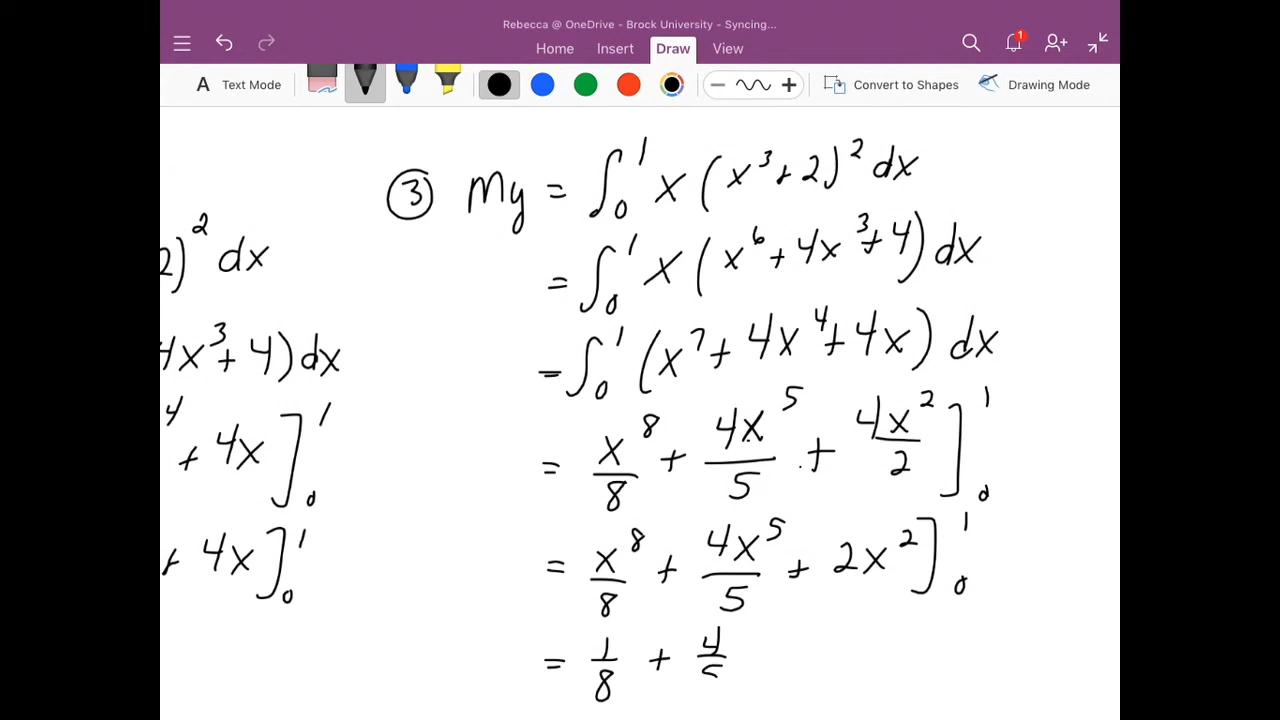 Rebecca @ OneDrive - Brock University - Syncing...
Home Insert Draw View
1
A Text Mode Convert to Shapes Drawing Mode
③ My = ∫₀¹ x(x³+2)² dx
2)² dx
= ∫₀¹ x(x⁶+4x³+4) dx
4x³+4) dx
= ∫₀¹ (x⁷+4x⁴+4x) dx
4 + 4x ]₀¹
= x⁸/8 + 4x⁵/5 + 4x²/2 ]₀¹
+ 4x ]₀¹
= x⁸/8 + 4x⁵/5 + 2x² ]₀¹
= 1/8 + 4/5